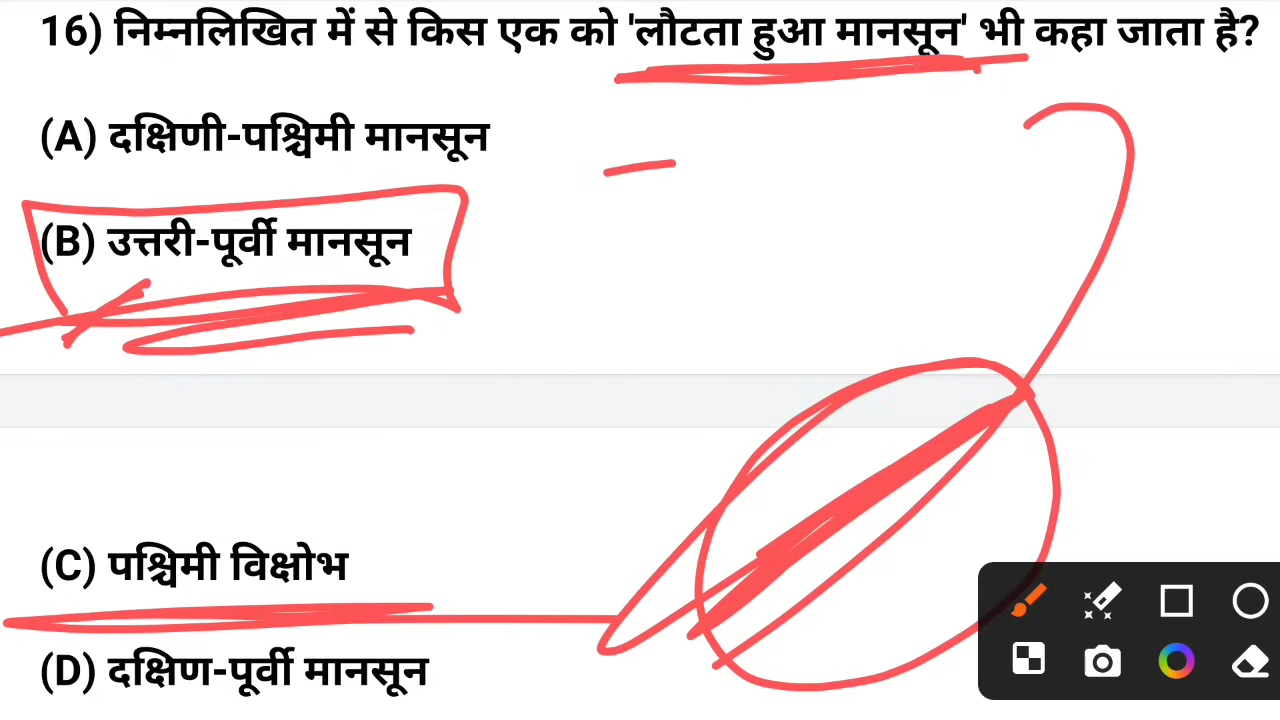 16) निम्नलिखित में से किस एक को 'लौटता हुआ मानसून' भी कहा जाता है?
(A) दक्षिणी-पश्चिमी मानसून
(B) उत्तरी-पूर्वी मानसून
(C) पश्चिमी विक्षोभ
(D) दक्षिण-पूर्वी मानसून